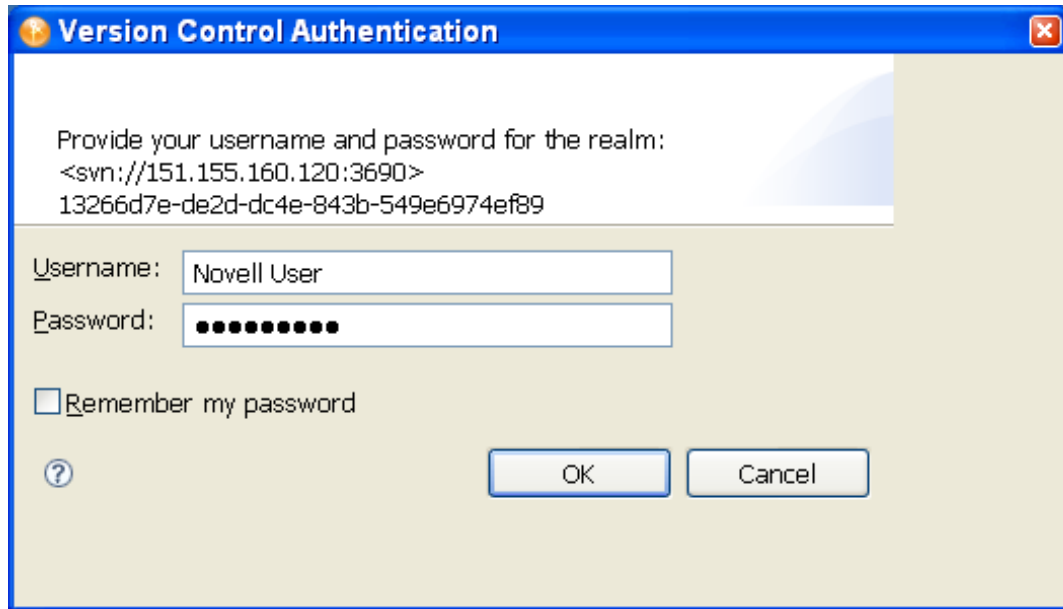 Version Control Authentication
Provide your username and password for the realm:
<svn://151.155.160.120:3690>
13266d7e-de2d-dc4e-843b-549e6974ef89
Username: Novell User
Password: ●●●●●●●●●
Remember my password
? OK Cancel